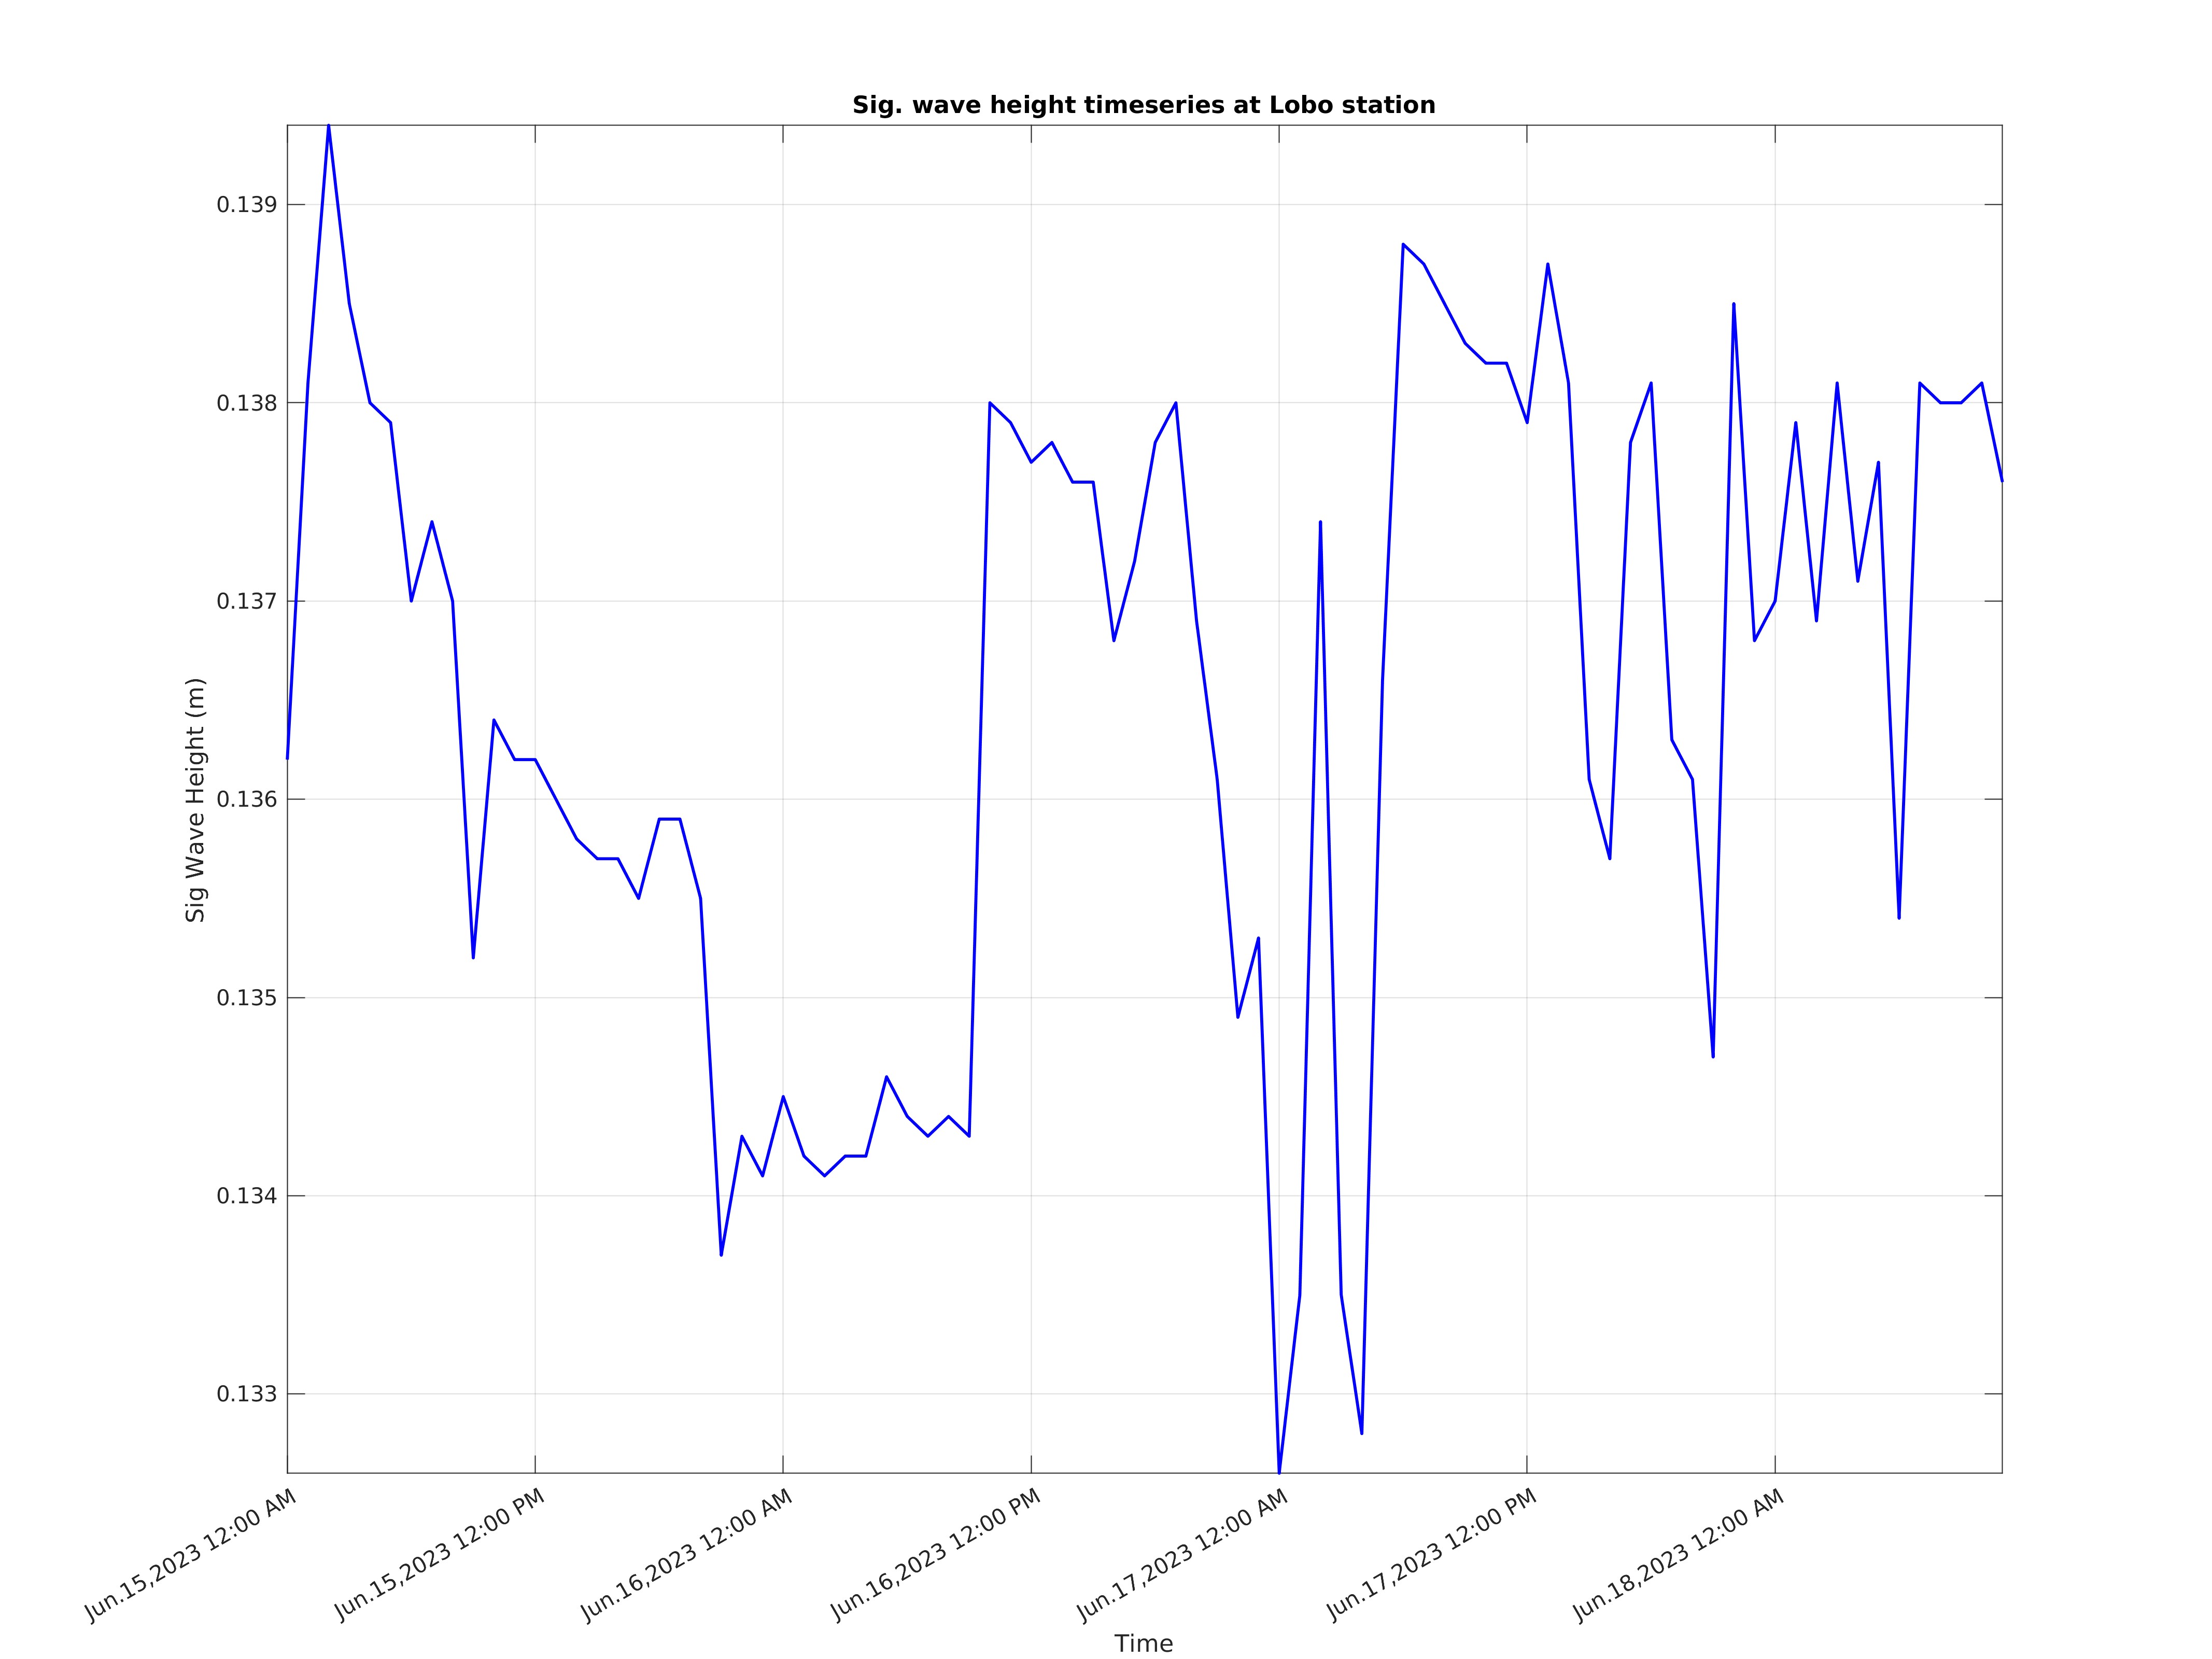 Sig. wave height timeseries at Lobo station
0.139
0.138
0.137
0.136
0.135
0.134
0.133
Sig Wave Height (m)
Jun.15,2023 12:00 AM
Jun.15,2023 12:00 PM
Jun.16,2023 12:00 AM
Jun.16,2023 12:00 PM
Jun.17,2023 12:00 AM
Jun.17,2023 12:00 PM
Jun.18,2023 12:00 AM
Time